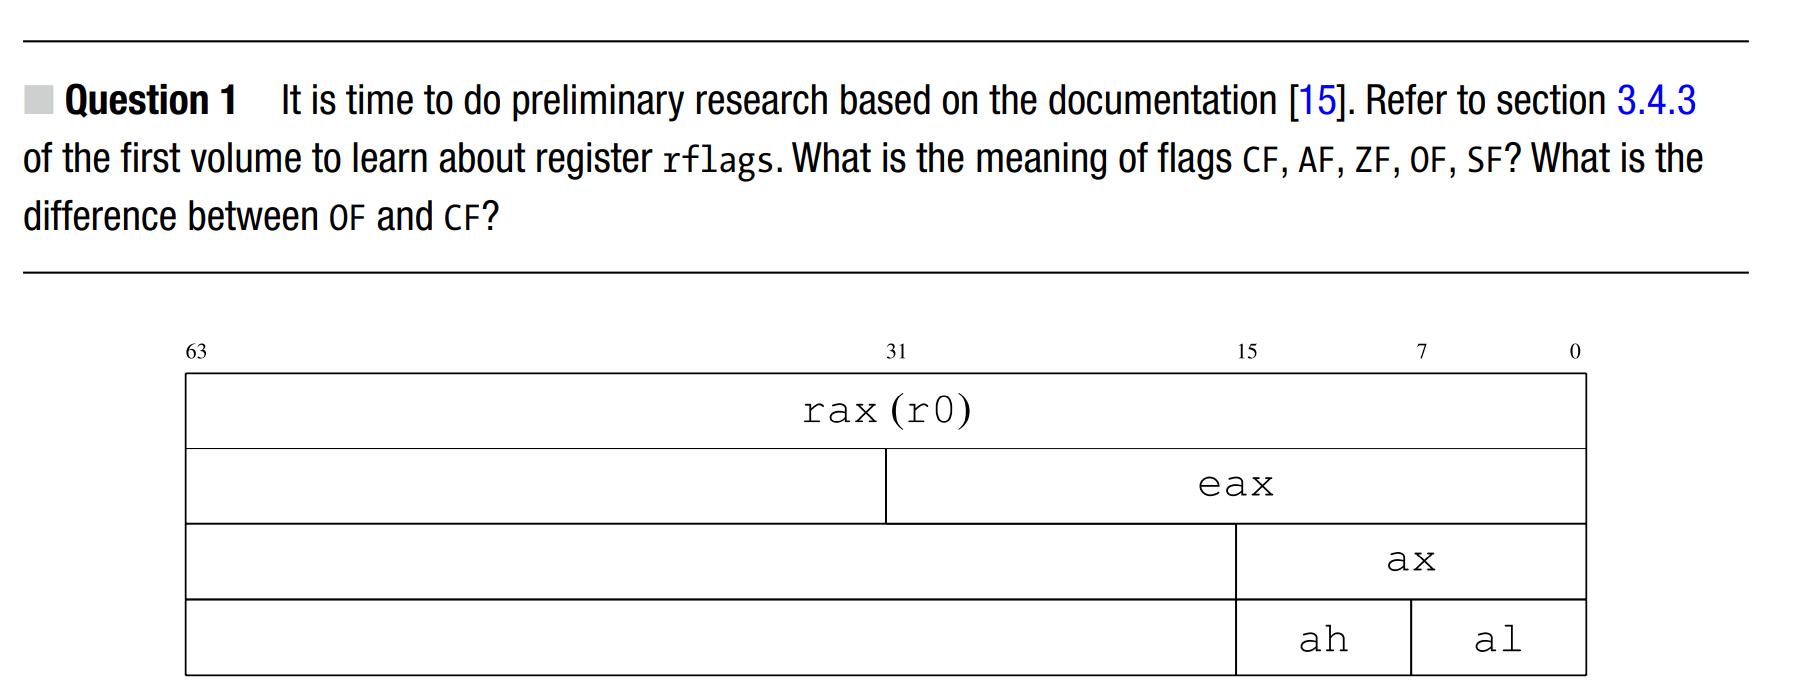 Question 1 It is time to do preliminary research based on the documentation [15]. Refer to section 3.4.3
of the first volume to learn about register rflags. What is the meaning of flags CF, AF, ZF, OF, SF? What is the
difference between OF and CF?
63 31 15 7 0
rax (r0)
eax
ax
ah al